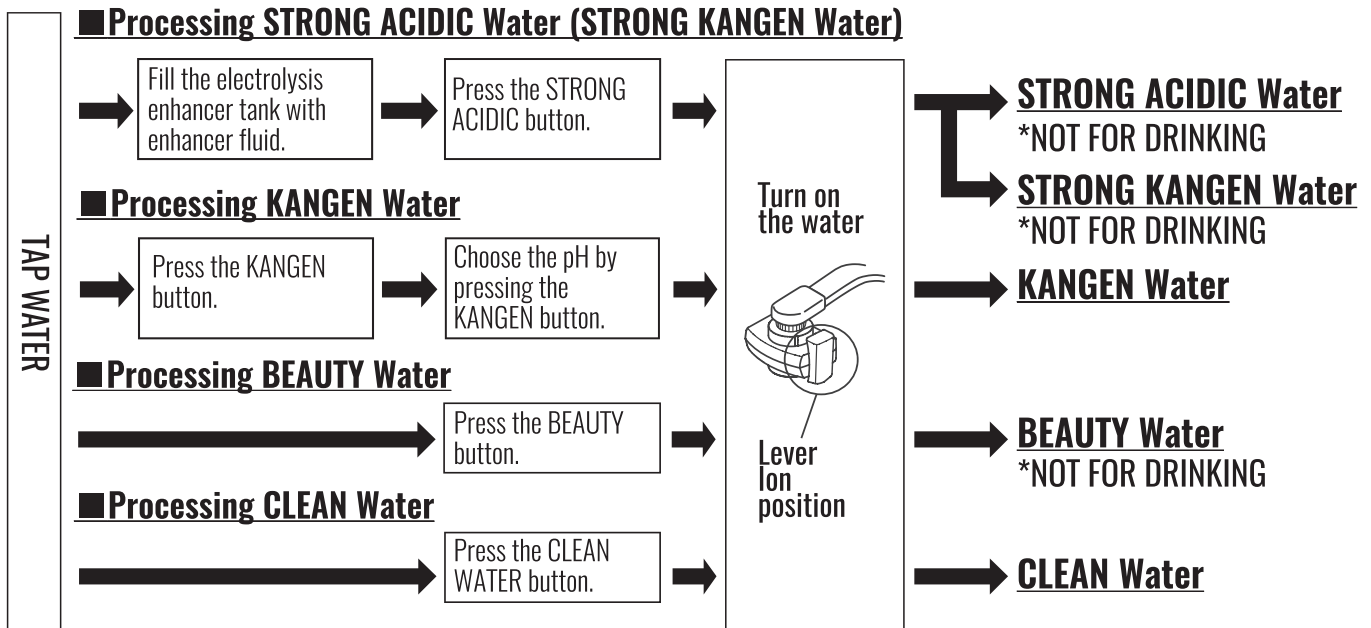 TAP WATER
■Processing STRONG ACIDIC Water (STRONG KANGEN Water)
Fill the electrolysis
enhancer tank with
enhancer fluid.
Press the STRONG
ACIDIC button.
■Processing KANGEN Water
Press the KANGEN
button.
Choose the pH by
pressing the
KANGEN button.
■Processing BEAUTY Water
Press the BEAUTY
button.
■Processing CLEAN Water
Press the CLEAN
WATER button.
Turn on
the water
Lever
Ion
position
STRONG ACIDIC Water
*NOT FOR DRINKING
STRONG KANGEN Water
*NOT FOR DRINKING
KANGEN Water
BEAUTY Water
*NOT FOR DRINKING
CLEAN Water